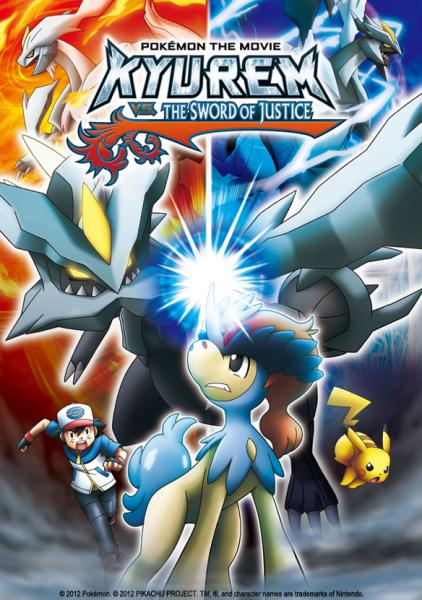 POKÉMON THE MOVIE
KYUREM
VS. THE SWORD OF JUSTICE
© 2012 Pokémon. © 2012 PIKACHU PROJECT. TM, ®, and character names are trademarks of Nintendo.